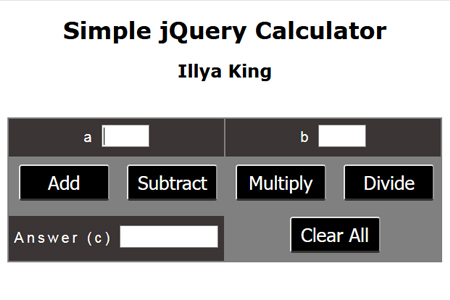 Simple jQuery Calculator
Illya King
a b
Add Subtract Multiply Divide
Answer (c) Clear All